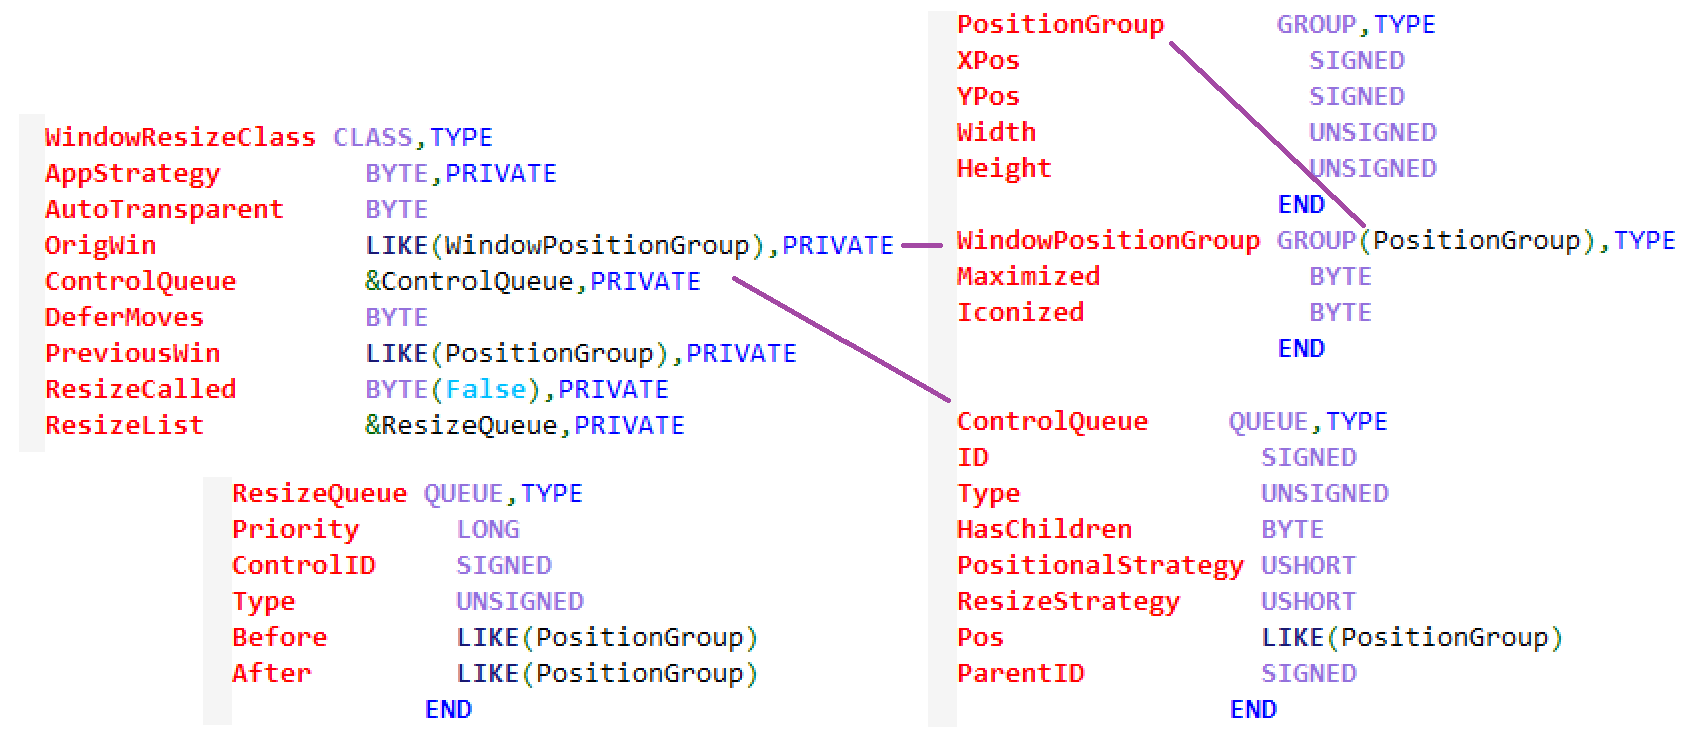 WindowResizeClass CLASS,TYPE
AppStrategy BYTE,PRIVATE
AutoTransparent BYTE
OrigWin LIKE(WindowPositionGroup),PRIVATE
ControlQueue &ControlQueue,PRIVATE
DeferMoves BYTE
PreviousWin LIKE(PositionGroup),PRIVATE
ResizeCalled BYTE(False),PRIVATE
ResizeList &ResizeQueue,PRIVATE
ResizeQueue QUEUE,TYPE
Priority LONG
ControlID SIGNED
Type UNSIGNED
Before LIKE(PositionGroup)
After LIKE(PositionGroup)
END
PositionGroup GROUP,TYPE
XPos SIGNED
YPos SIGNED
Width UNSIGNED
Height UNSIGNED
END
WindowPositionGroup GROUP(PositionGroup),TYPE
Maximized BYTE
Iconized BYTE
END
ControlQueue QUEUE,TYPE
ID SIGNED
Type UNSIGNED
HasChildren BYTE
PositionalStrategy USHORT
ResizeStrategy USHORT
Pos LIKE(PositionGroup)
ParentID SIGNED
END